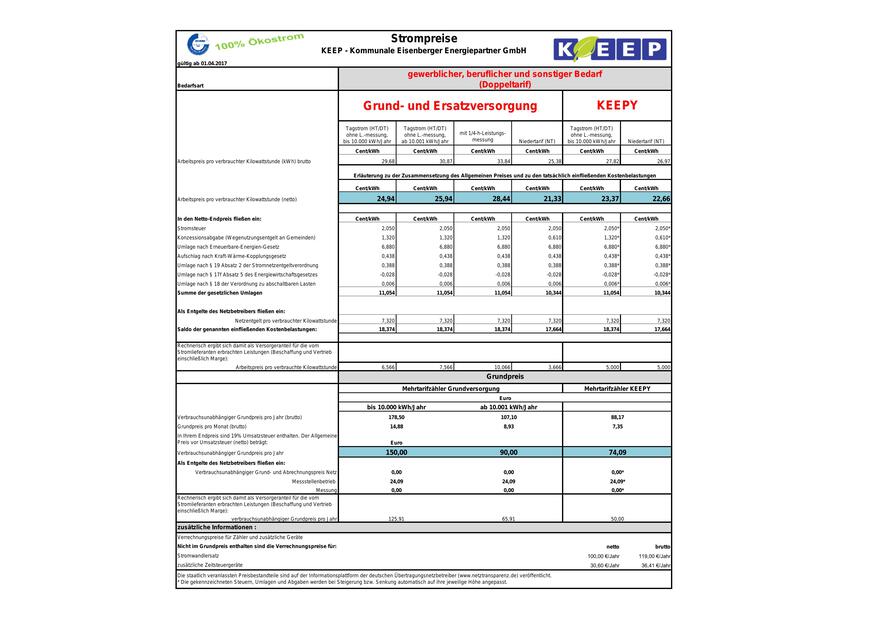 100% Ökostrom
Strompreise
KEEP - Kommunale Eisenberger Energiepartner GmbH
KEEP
gültig ab 01.04.2017
Bedarfsart
gewerblicher, beruflicher und sonstiger Bedarf
(Doppeltarif)
Grund- und Ersatzversorgung KEEPY
Tagstrom (HT/DT) ohne L.-messung, bis 10.000 kWh/Jahr Tagstrom (HT/DT) ohne L.-messung, ab 10.001 kWh/Jahr mit 1/4-h-Leistungs-messung Niedertarif (NT) Tagstrom (HT/DT) ohne L.-messung, bis 10.000 kWh/Jahr Niedertarif (NT)
Cent/kWh Cent/kWh Cent/kWh Cent/kWh Cent/kWh Cent/kWh
Arbeitspreis pro verbrauchter Kilowattstunde (kWh) brutto 29,68 30,87 33,84 25,38 27,82 26,97
Erläuterung zu der Zusammensetzung des Allgemeinen Preises und zu den tatsächlich einfließenden Kostenbelastungen
Cent/kWh Cent/kWh Cent/kWh Cent/kWh Cent/kWh Cent/kWh
Arbeitspreis pro verbrauchter Kilowattstunde (netto) 24,94 25,94 28,44 21,33 23,37 22,66
In den Netto-Endpreis fließen ein: Cent/kWh Cent/kWh Cent/kWh Cent/kWh Cent/kWh Cent/kWh
Stromsteuer 2,050 2,050 2,050 2,050 2,050* 2,050*
Konzessionsabgabe (Wegenutzungsentgelt an Gemeinden) 1,320 1,320 1,320 0,610 1,320* 0,610*
Umlage nach Erneuerbare-Energien-Gesetz 6,880 6,880 6,880 6,880 6,880* 6,880*
Aufschlag nach Kraft-Wärme-Kopplungsgesetz 0,438 0,438 0,438 0,438 0,438* 0,438*
Umlage nach § 19 Absatz 2 der Stromnetzentgeltverordnung 0,388 0,388 0,388 0,388 0,388* 0,388*
Umlage nach § 17f Absatz 5 des Energiewirtschaftsgesetzes -0,028 -0,028 -0,028 -0,028 -0,028* -0,028*
Umlage nach § 18 der Verordnung zu abschaltbaren Lasten 0,006 0,006 0,006 0,006 0,006* 0,006*
Summe der gesetzlichen Umlagen 11,054 11,054 11,054 10,344 11,054 10,344
Als Entgelte des Netzbetreibers fließen ein:
Netzentgelt pro verbrauchter Kilowattstunde 7,320 7,320 7,320 7,320 7,320 7,320
Saldo der genannten einfließenden Kostenbelastungen: 18,374 18,374 18,374 17,664 18,374 17,664
Rechnerisch ergibt sich damit als Versorgeranteil für die vom
Stromlieferanten erbrachten Leistungen (Beschaffung und Vertrieb
einschließlich Marge):
Arbeitspreis pro verbrauchte Kilowattstunde 6,566 7,566 10,066 3,666 5,000 5,000
Grundpreis
Mehrtarifzähler Grundversorgung Mehrtarifzähler KEEPY
Euro
bis 10.000 kWh/Jahr ab 10.001 kWh/Jahr
Verbrauchsunabhängiger Grundpreis pro Jahr (brutto) 178,50 107,10 88,17
Grundpreis pro Monat (brutto) 14,88 8,93 7,35
In Ihrem Endpreis sind 19% Umsatzsteuer enthalten. Der Allgemeine
Preis vor Umsatzsteuer (netto) beträgt: Euro
Verbrauchsunabhängiger Grundpreis pro Jahr 150,00 90,00 74,09
Als Entgelte des Netzbetreibers fließen ein:
Verbrauchsunabhängiger Grund- und Abrechnungspreis Netz 0,00 0,00 0,00*
Messstellenbetrieb 24,09 24,09 24,09*
Messung 0,00 0,00 0,00*
Rechnerisch ergibt sich damit als Versorgeranteil für die vom
Stromlieferanten erbrachten Leistungen (Beschaffung und Vertrieb
einschließlich Marge):
verbrauchsunabhängiger Grundpreis pro Jahr 125,91 65,91 50,00
zusätzliche Informationen :
Verrechnungspreise für Zähler und zusätzliche Geräte
Nicht im Grundpreis enthalten sind die Verrechnungspreise für: netto brutto
Stromwandlersatz 100,00 €/Jahr 119,00 €/Jahr
zusätzliche Zeitsteuergeräte 30,60 €/Jahr 36,41 €/Jahr
Die staatlich veranlassten Preisbestandteile sind auf der Informationsplattform der deutschen Übertragungsnetzbetreiber (www.netztransparenz.de) veröffentlicht.
* Die gekennzeichneten Steuern, Umlagen und Abgaben werden bei Steigerung bzw. Senkung automatisch auf ihre jeweilige Höhe angepasst.